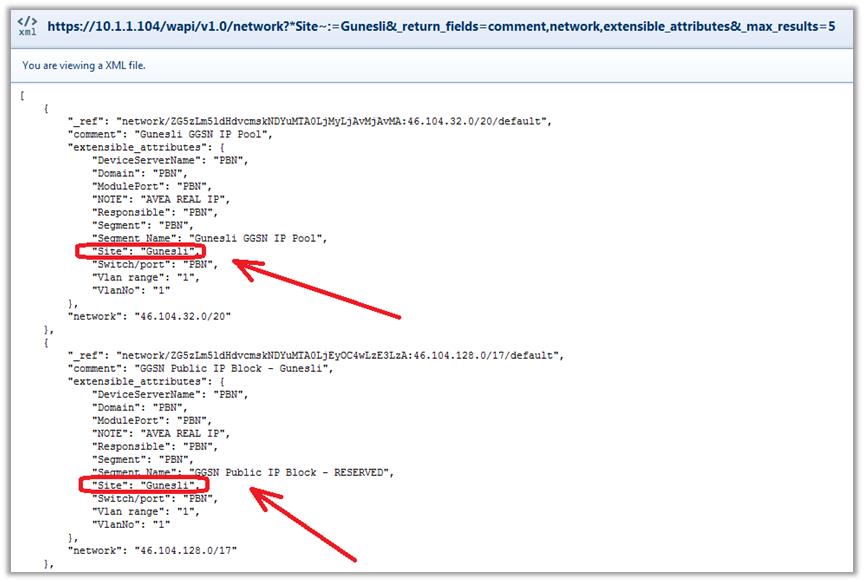 </> xml https://10.1.1.104/wapi/v1.0/network?*Site~:=Gunesli&_return_fields=comment,network,extensible_attributes&_max_results=5
You are viewing a XML file.
[
{
"_ref": "network/ZG5zLm5ldHdvcmskNDYuMTA0LjMyLjAvMjAvMA:46.104.32.0/20/default",
"comment": "Gunesli GGSN IP Pool",
"extensible_attributes": {
"DeviceServerName": "PBN",
"Domain": "PBN",
"ModulePort": "PBN",
"NOTE": "AVEA REAL IP",
"Responsible": "PBN",
"Segment": "PBN",
"Segment Name": "Gunesli GGSN IP Pool",
"Site": "Gunesli",
"Switch/port": "PBN",
"Vlan range": "1",
"VlanNo": "1"
},
"network": "46.104.32.0/20"
},
{
"_ref": "network/ZG5zLm5ldHdvcmskNDYuMTA0LjEyOC4wLzE3LzA:46.104.128.0/17/default",
"comment": "GGSN Public IP Block - Gunesli",
"extensible_attributes": {
"DeviceServerName": "PBN",
"Domain": "PBN",
"ModulePort": "PBN",
"NOTE": "AVEA REAL IP",
"Responsible": "PBN",
"Segment": "PBN",
"Segment Name": "GGSN Public IP Block - RESERVED",
"Site": "Gunesli",
"Switch/port": "PBN",
"Vlan range": "1",
"VlanNo": "1"
},
"network": "46.104.128.0/17"
},